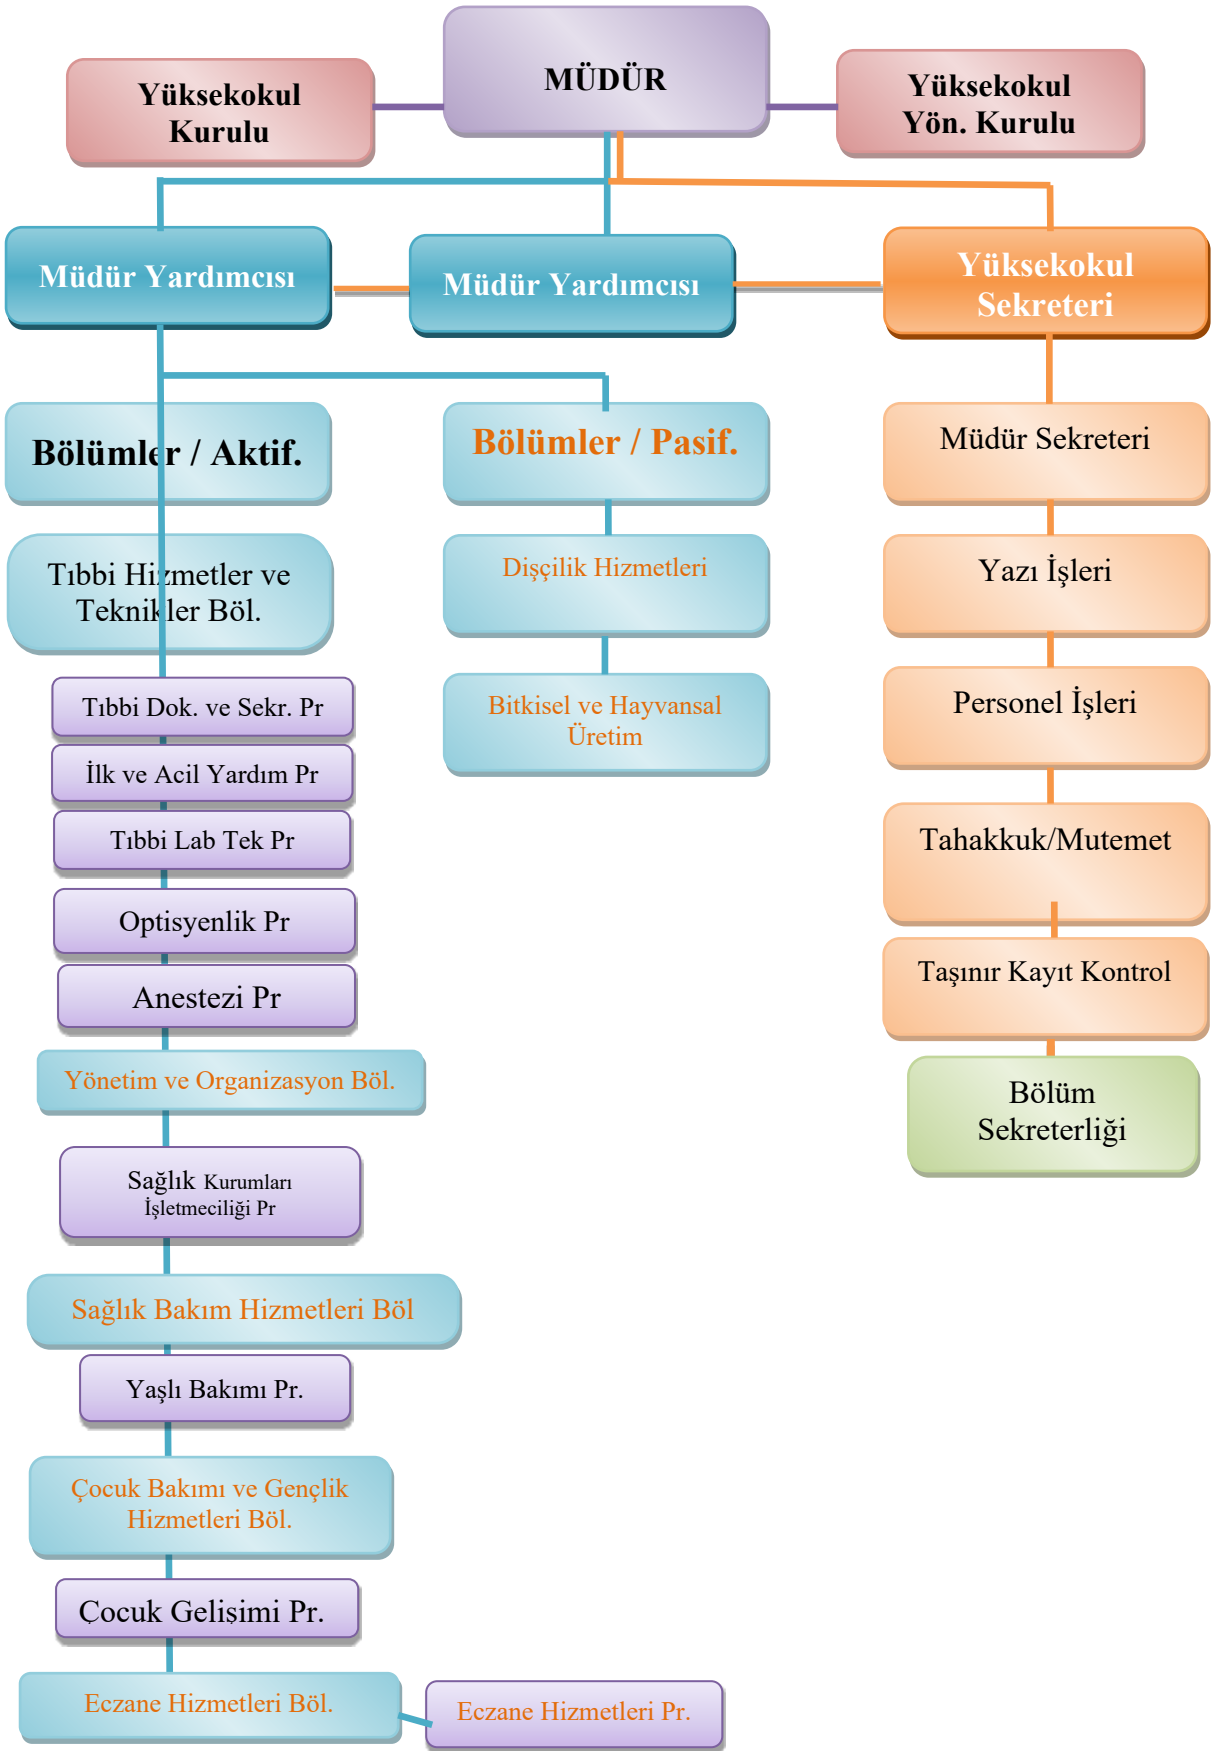 MÜDÜR
Yüksekokul
Kurulu
Yüksekokul
Yön. Kurulu
Müdür Yardımcısı
Müdür Yardımcısı
Yüksekokul
Sekreteri
Bölümler / Aktif.
Bölümler / Pasif.
Müdür Sekreteri
Tıbbi Hizmetler ve
Teknikler Böl.
Dişçilik Hizmetleri
Yazı İşleri
Tıbbi Dok. ve Sekr. Pr
Bitkisel ve Hayvansal
Üretim
Personel İşleri
İlk ve Acil Yardım Pr
Tıbbi Lab Tek Pr
Tahakkuk/Mutemet
Optisyenlik Pr
Anestezi Pr
Taşınır Kayıt Kontrol
Yönetim ve Organizasyon Böl.
Bölüm
Sekreterliği
Sağlık Kurumları
İşletmeciliği Pr
Sağlık Bakım Hizmetleri Böl
Yaşlı Bakımı Pr.
Çocuk Bakımı ve Gençlik
Hizmetleri Böl.
Çocuk Gelişimi Pr.
Eczane Hizmetleri Böl.
Eczane Hizmetleri Pr.